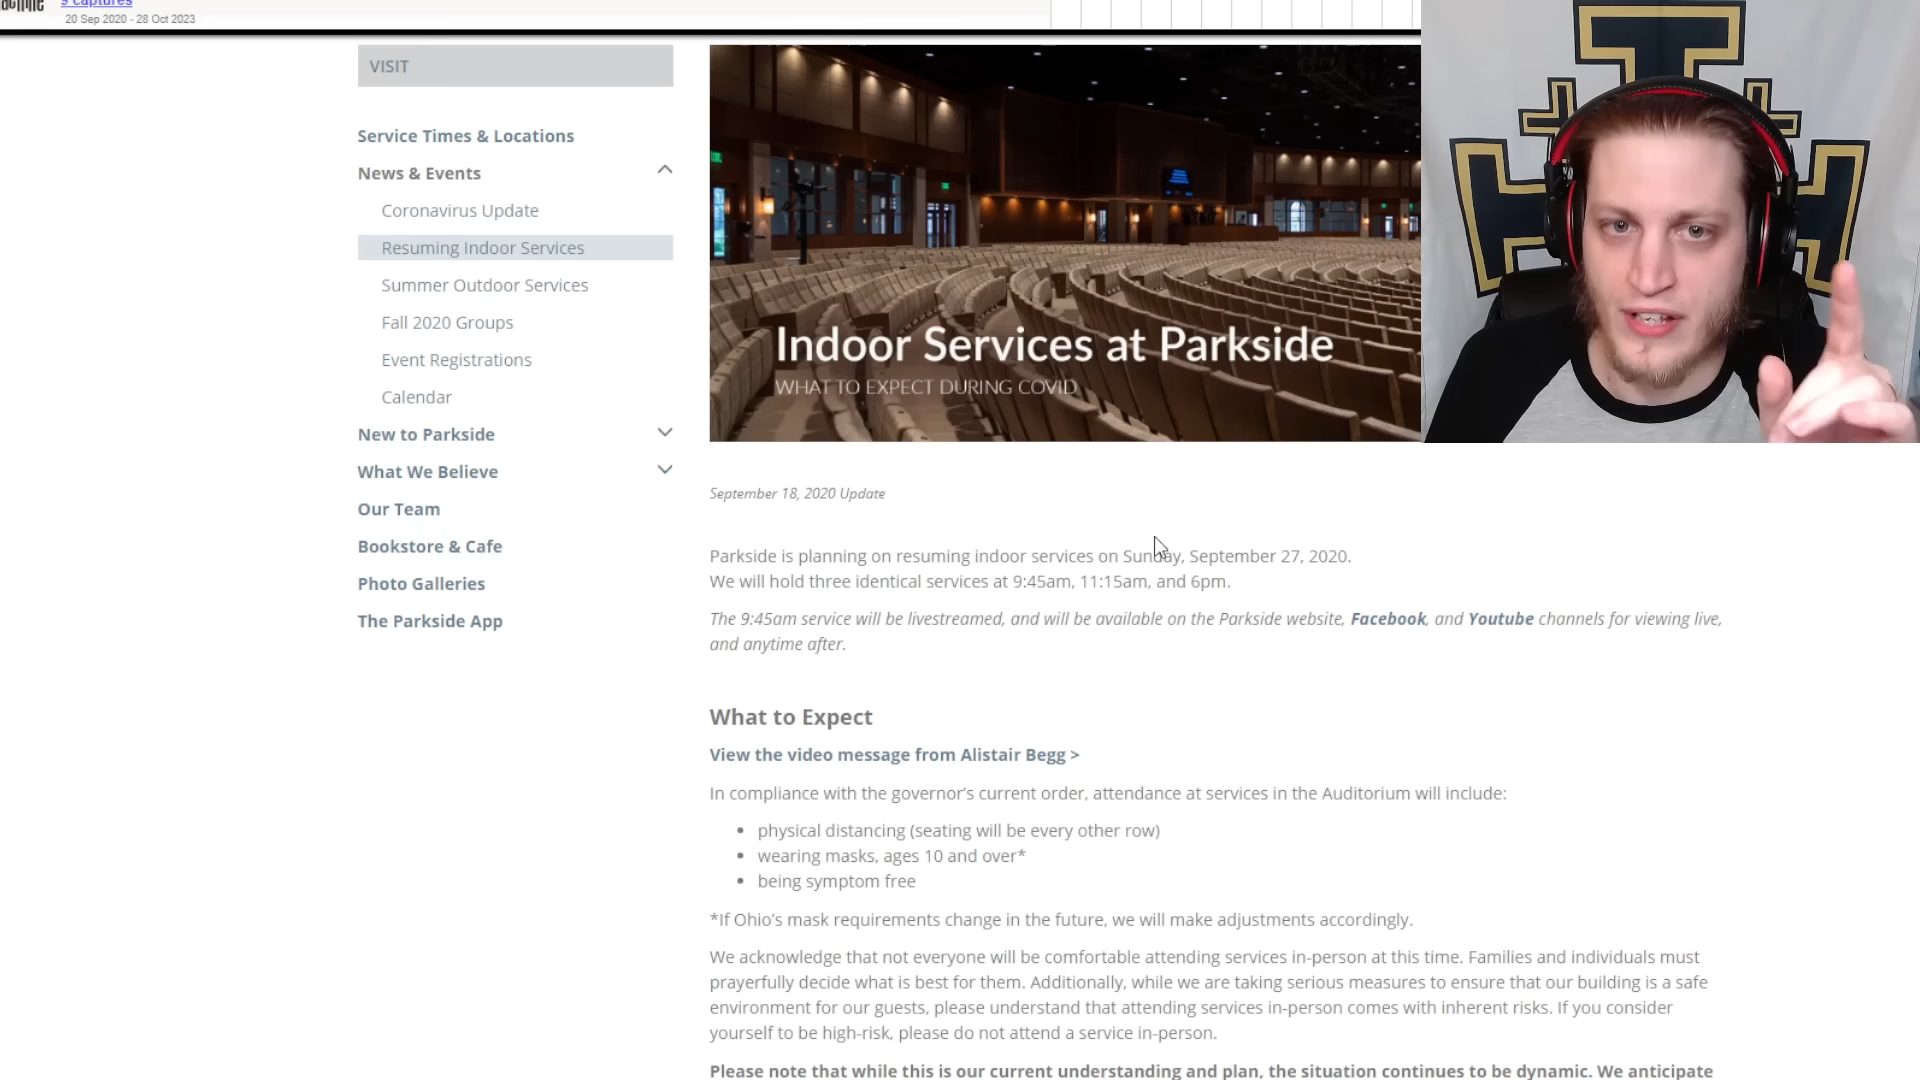 9 captures
20 Sep 2020 - 28 Oct 2023
VISIT
Service Times & Locations
News & Events
Coronavirus Update
Resuming Indoor Services
Summer Outdoor Services
Fall 2020 Groups
Event Registrations
Calendar
New to Parkside
What We Believe
Our Team
Bookstore & Cafe
Photo Galleries
The Parkside App
Indoor Services at Parkside
WHAT TO EXPECT DURING COVID
September 18, 2020 Update
Parkside is planning on resuming indoor services on Sunday, September 27, 2020.
We will hold three identical services at 9:45am, 11:15am, and 6pm.
The 9:45am service will be livestreamed, and will be available on the Parkside website, Facebook, and Youtube channels for viewing live,
and anytime after.
What to Expect
View the video message from Alistair Begg >
In compliance with the governor's current order, attendance at services in the Auditorium will include:
• physical distancing (seating will be every other row)
• wearing masks, ages 10 and over*
• being symptom free
*If Ohio's mask requirements change in the future, we will make adjustments accordingly.
We acknowledge that not everyone will be comfortable attending services in-person at this time. Families and individuals must
prayerfully decide what is best for them. Additionally, while we are taking serious measures to ensure that our building is a safe
environment for our guests, please understand that attending services in-person comes with inherent risks. If you consider
yourself to be high-risk, please do not attend a service in-person.
Please note that while this is our current understanding and plan, the situation continues to be dynamic. We anticipate